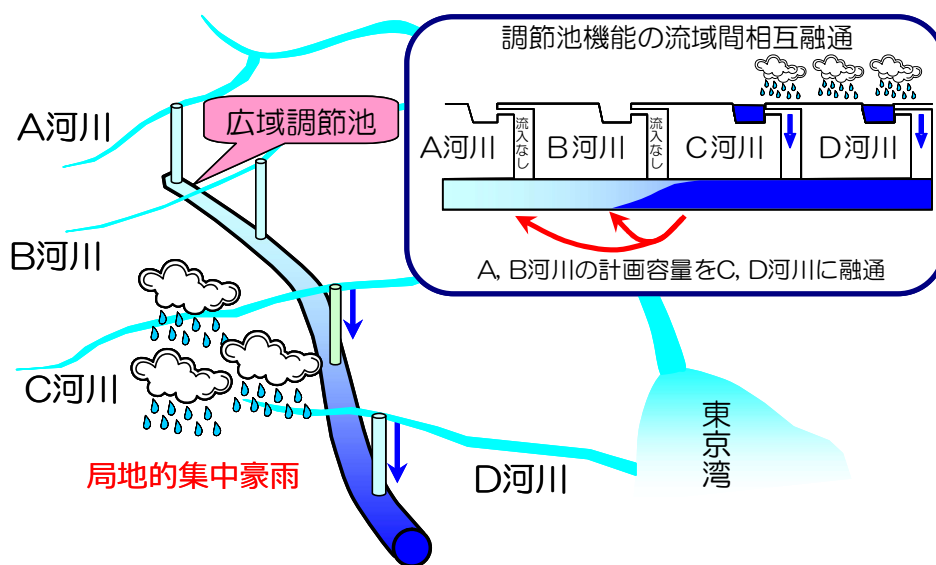 調節池機能の流域間相互融通
A河川
流入なし
B河川
流入なし
C河川
D河川
A, B河川の計画容量をC, D河川に融通
A河川
広域調節池
B河川
C河川
局地的集中豪雨
D河川
東京湾